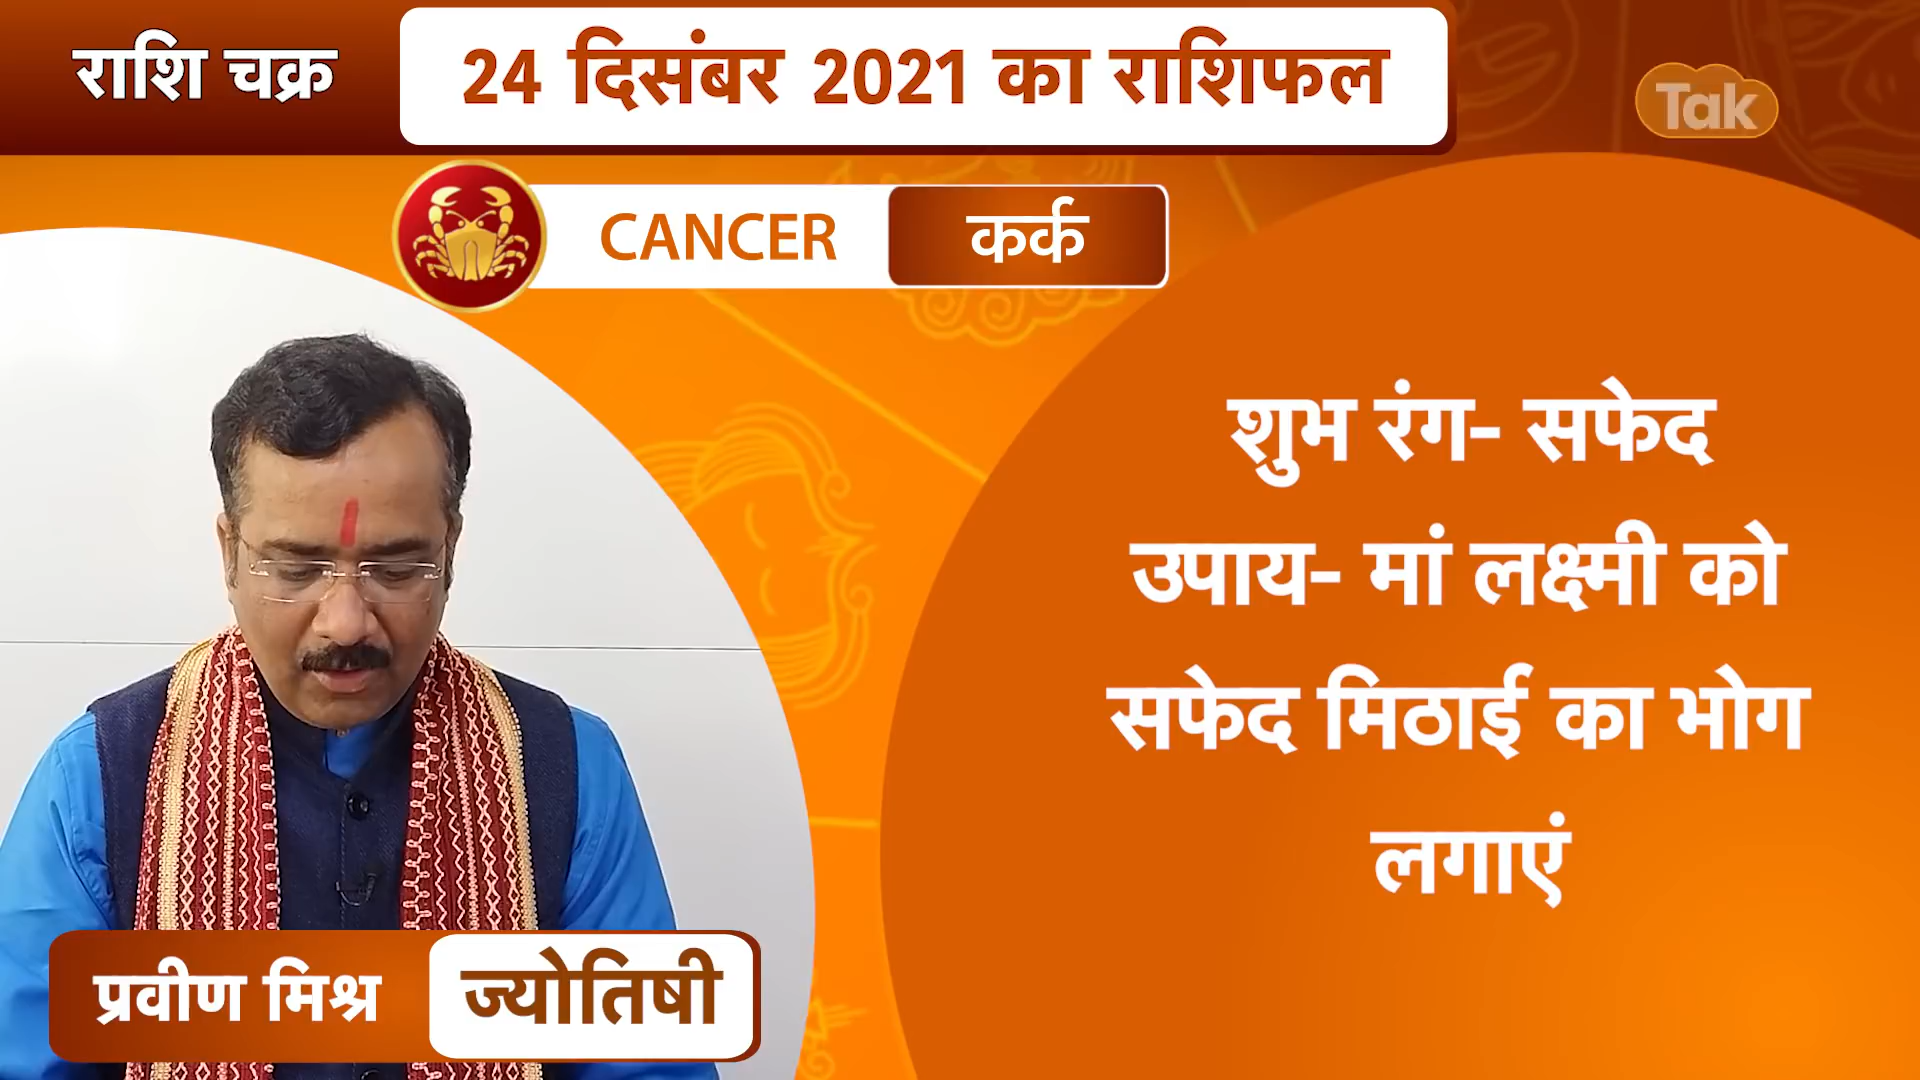 राशि चक्र
24 दिसंबर 2021 का राशिफल
Tak
CANCER कर्क
शुभ रंग- सफेद
उपाय- मां लक्ष्मी को
सफेद मिठाई का भोग
लगाएं
प्रवीण मिश्र ज्योतिषी